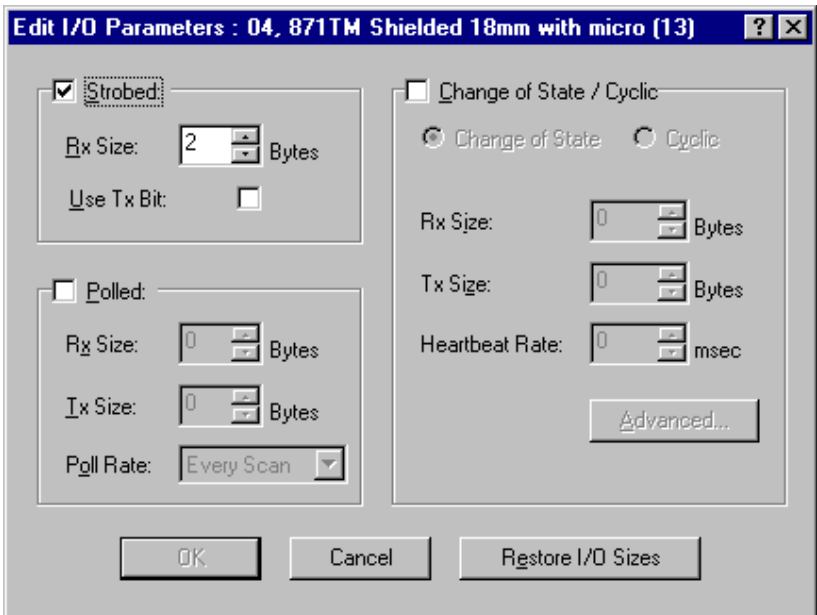 Edit I/O Parameters : 04, 871TM Shielded 18mm with micro (13)
Strobed:
Rx Size: 2 Bytes
Use Tx Bit:
Polled:
Rx Size: 0 Bytes
Tx Size: 0 Bytes
Poll Rate: Every Scan
Change of State / Cyclic
Change of State Cyclic
Rx Size: 0 Bytes
Tx Size: 0 Bytes
Heartbeat Rate: 0 msec
Advanced...
OK Cancel Restore I/O Sizes